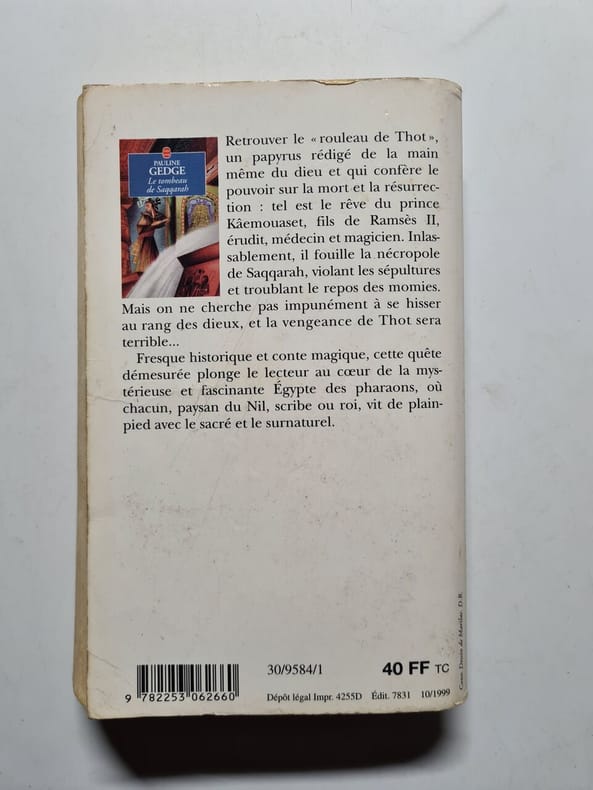 PAULINE
GEDGE
Le tombeau
de Saqqarah
Retrouver le « rouleau de Thot »,
un papyrus rédigé de la main
même du dieu et qui confère le
pouvoir sur la mort et la résurrec-
tion : tel est le rêve du prince
Kâemouaset, fils de Ramsès II,
érudit, médecin et magicien. Inlas-
sablement, il fouille la nécropole
de Saqqarah, violant les sépultures
et troublant le repos des momies.
Mais on ne cherche pas impunément à se hisser
au rang des dieux, et la vengeance de Thot sera
terrible...
Fresque historique et conte magique, cette quête
démesurée plonge le lecteur au cœur de la mys-
térieuse et fascinante Égypte des pharaons, où
chacun, paysan du Nil, scribe ou roi, vit de plain-
pied avec le sacré et le surnaturel.
30/9584/1
40 FF TC
9 782253 062660
Dépôt légal Impr. 4255D Édit. 7831 10/1999
D.R.